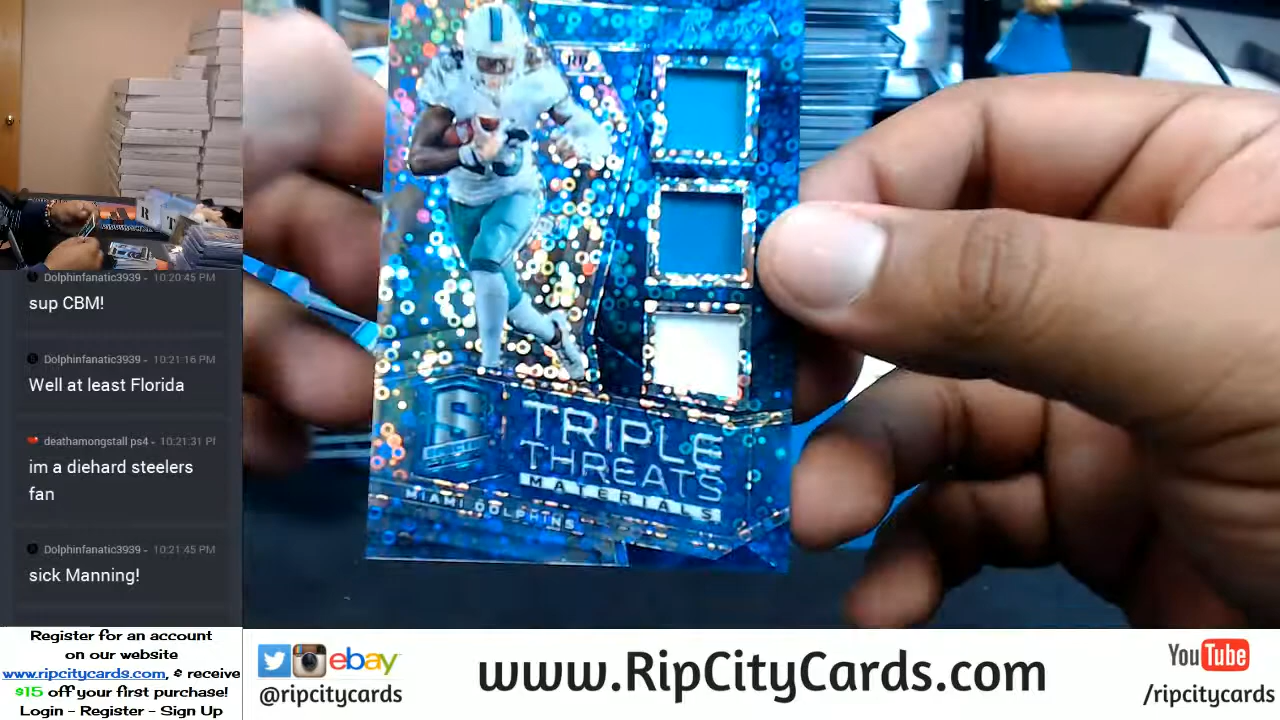 Dolphinfanatic3939 - 10:20:45 PM
sup CBM!
Dolphinfanatic3939 - 10:21:16 PM
Well at least Florida
deathamongstall ps4 - 10:21:31 PM
im a diehard steelers
fan
Dolphinfanatic3939 - 10:21:45 PM
sick Manning!
TRIPLE
THREATS
MATERIALS
MIAMI DOLPHINS
Register for an account
on our website
www.ripcitycards.com, & receive
$15 off your first purchase!
Login - Register - Sign Up
ebay
@ripcitycards
www.RipCityCards.com
YouTube
/ripcitycards